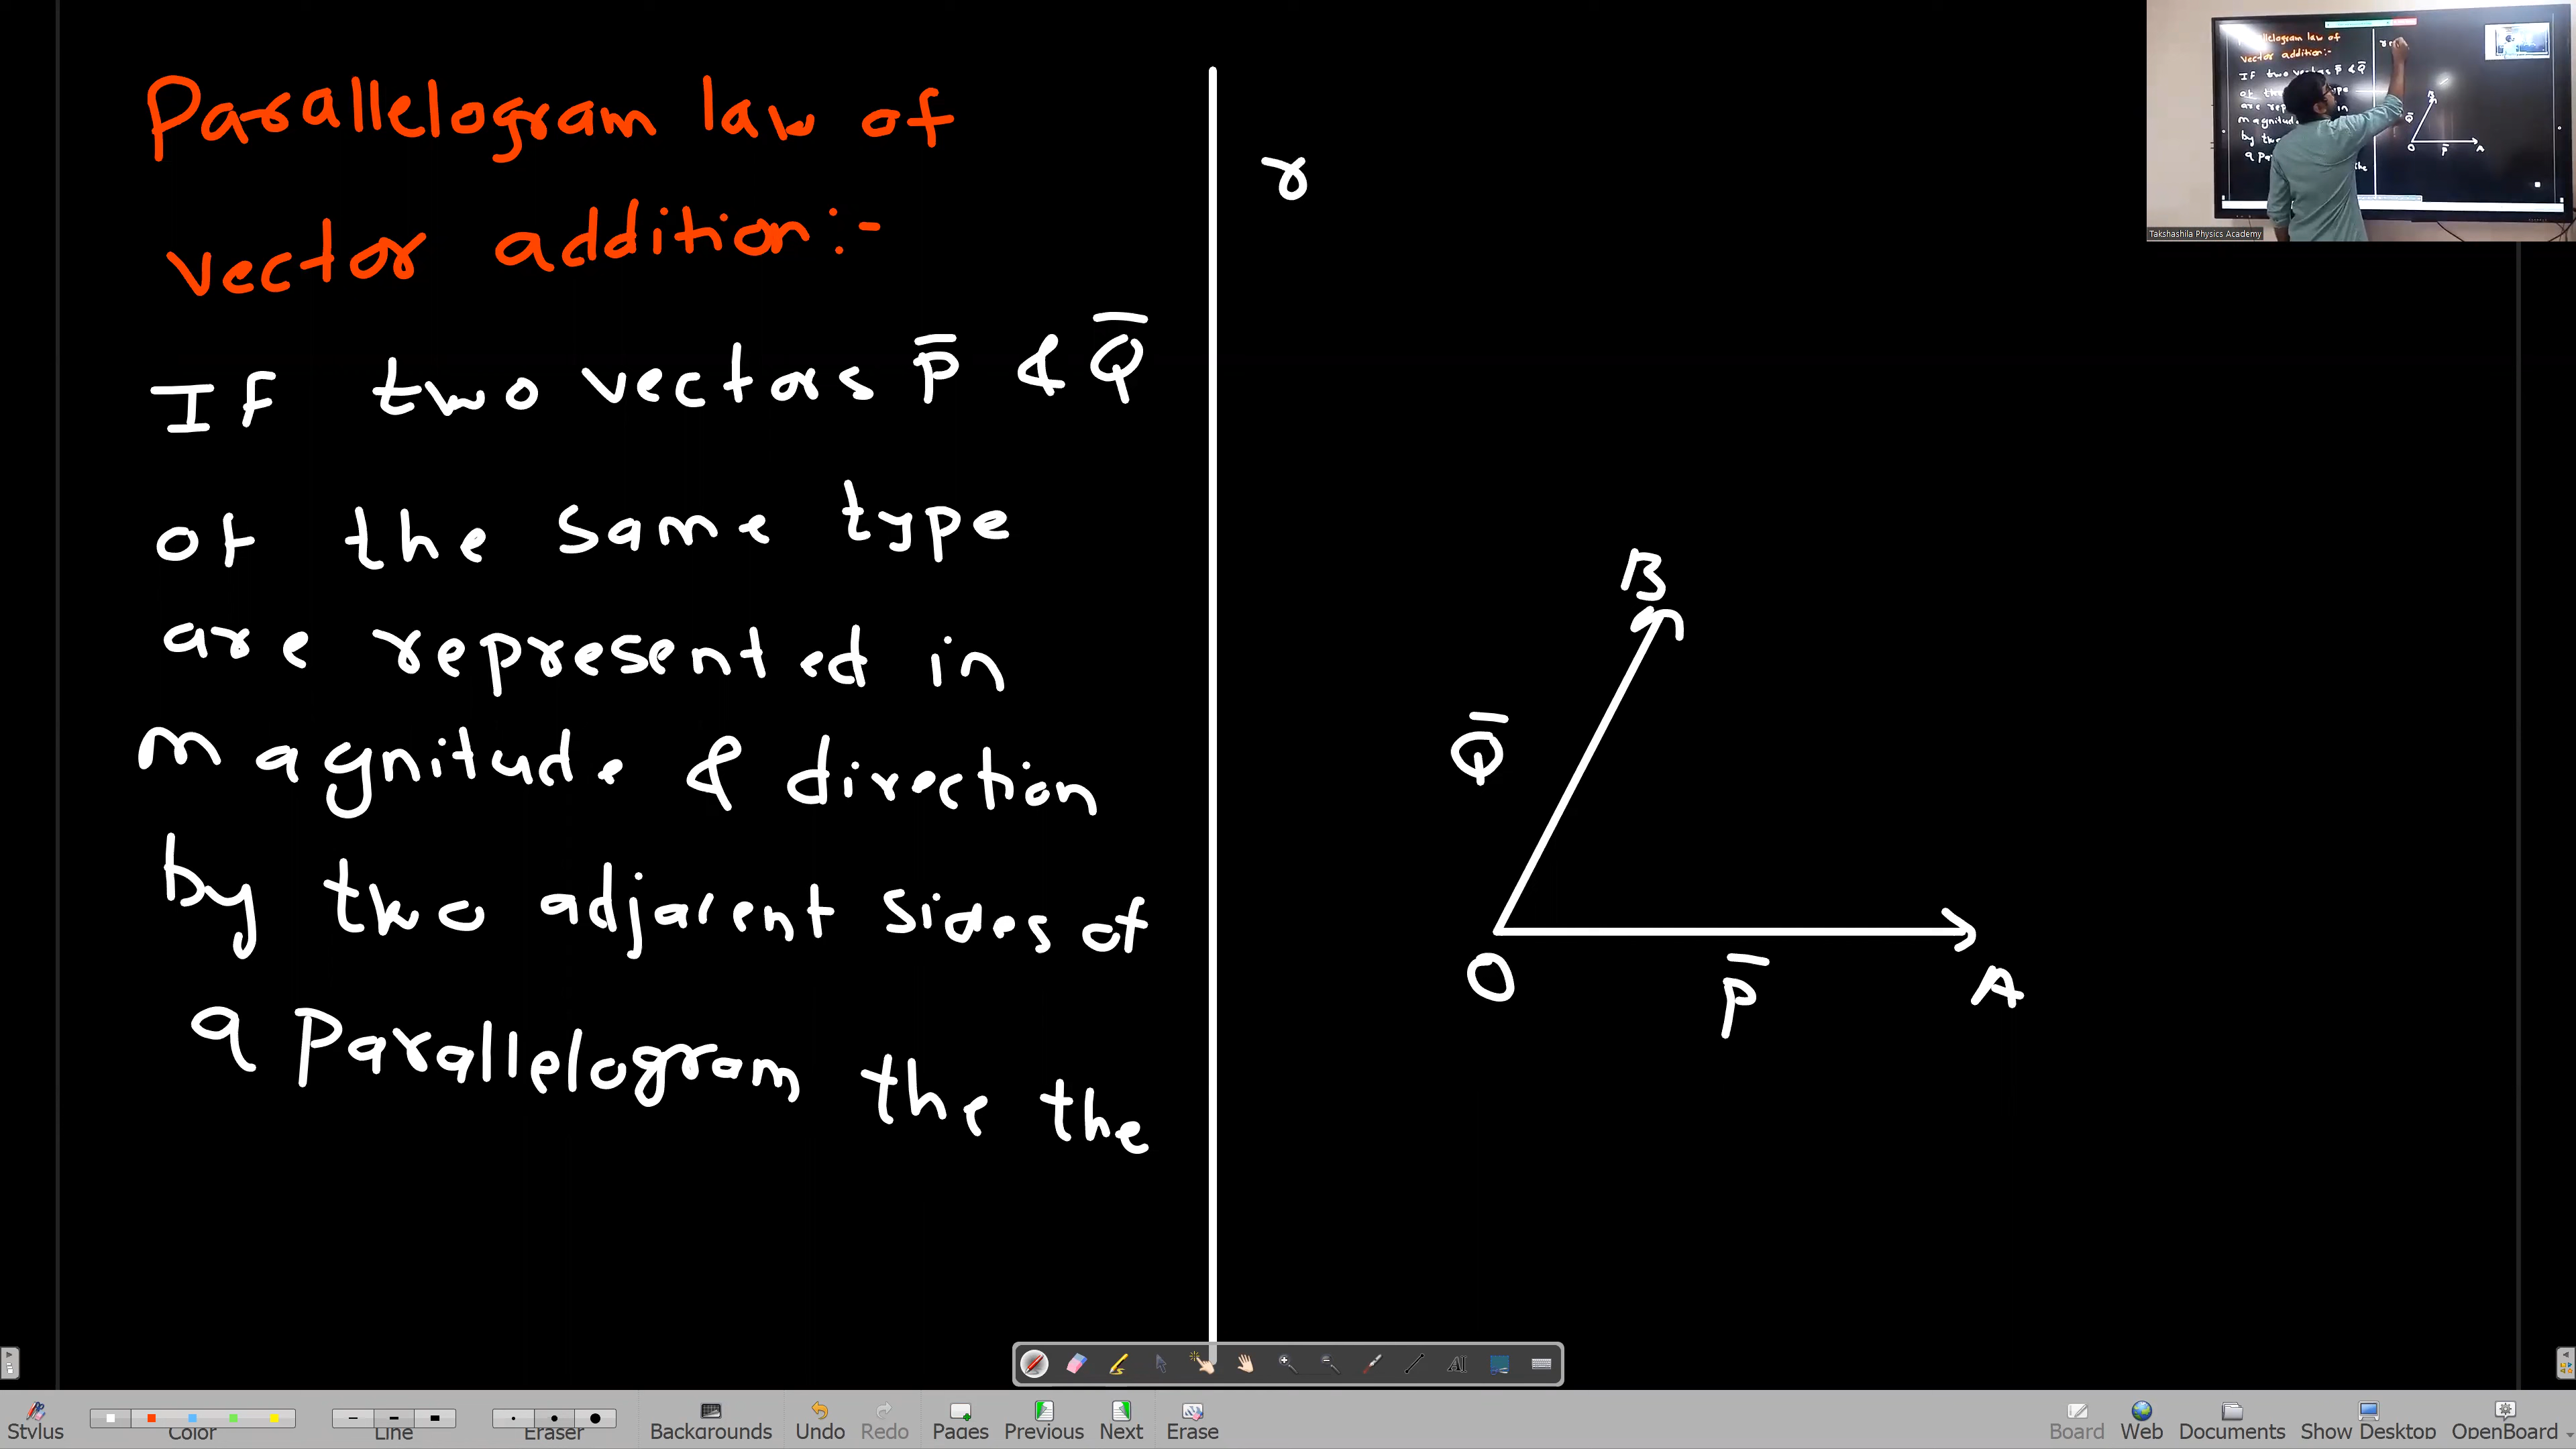 Parallelogram law of
vector addition:-
If two vectors P̅ & Q̅
of the same type
are represented in
magnitude & direction
by two adjacent sides of
a parallelogram the the
r
B
Q̅
O
P̅
A
Takshashila Physics Academy
Stylus
Color
Line
Eraser
Backgrounds
Undo
Redo
Pages
Previous
Next
Erase
Board
Web
Documents
Show Desktop
OpenBoard